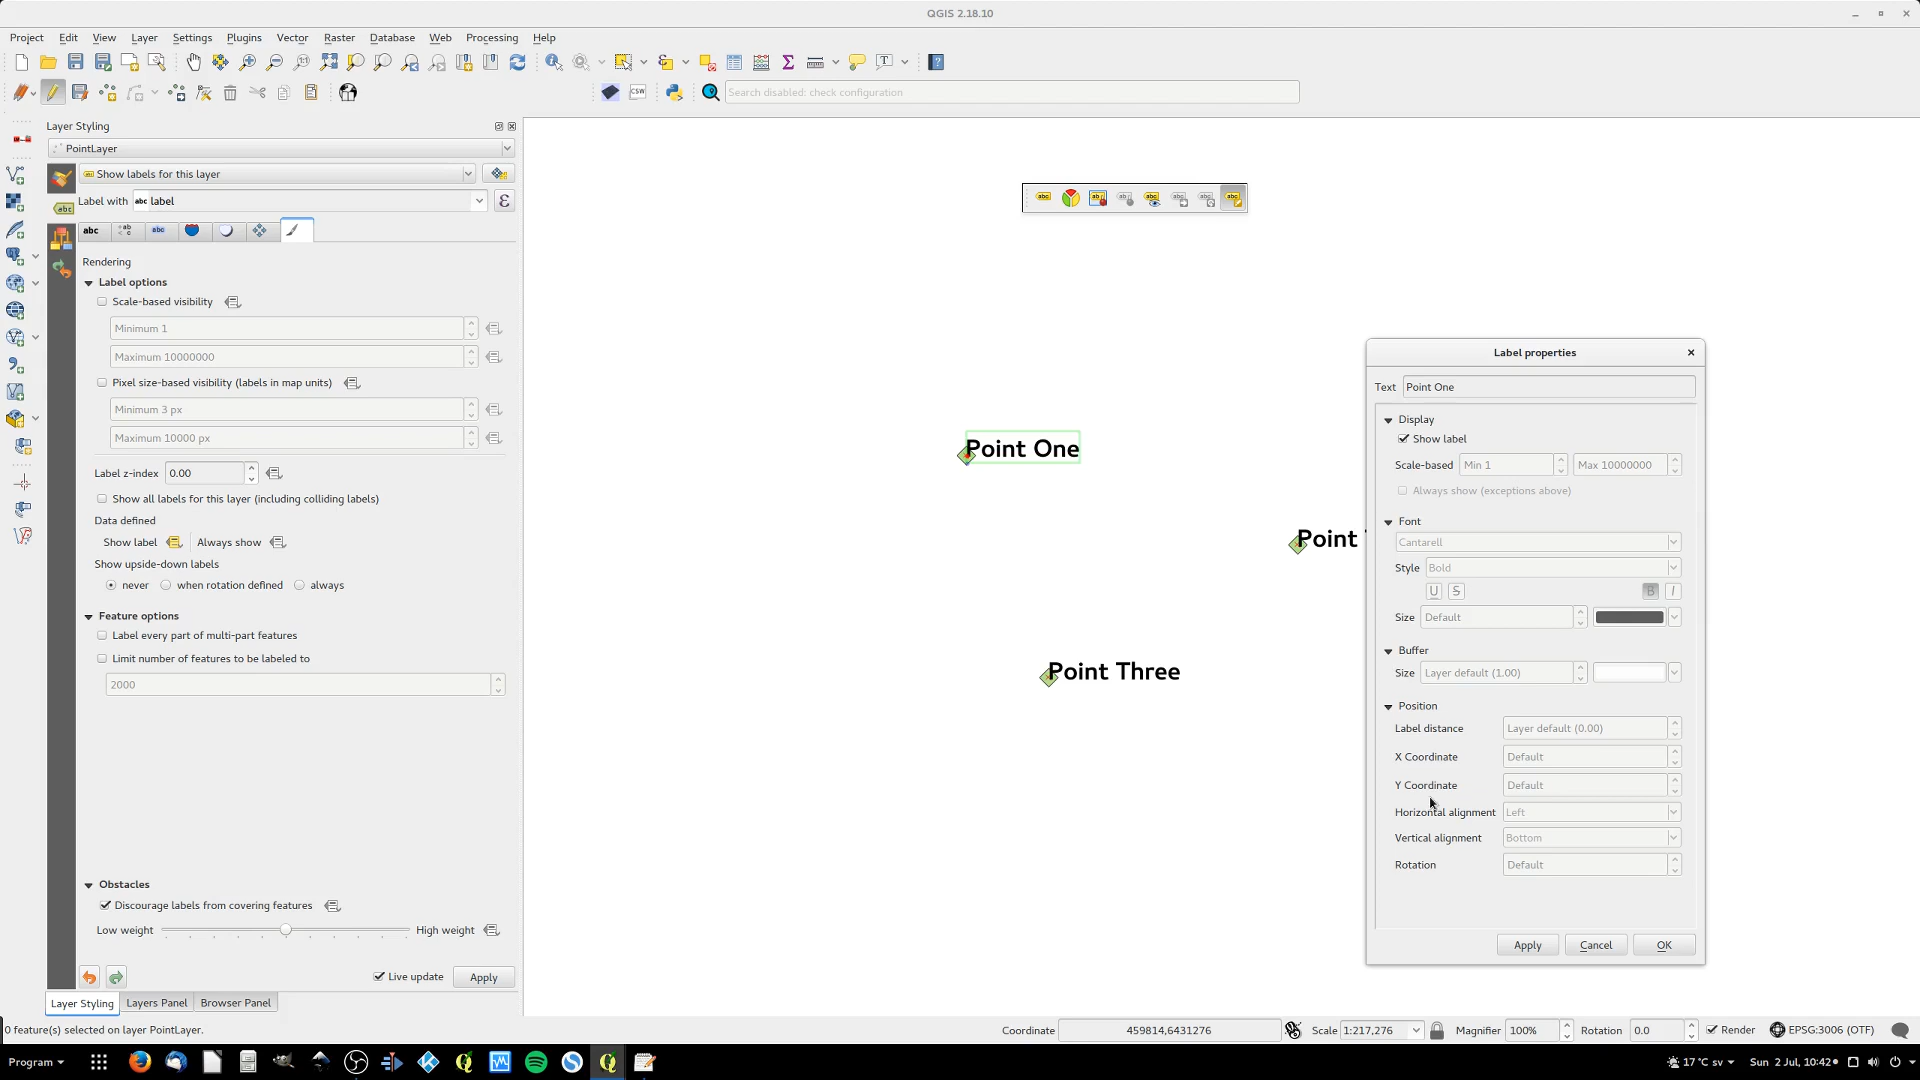 QGIS 2.18.10
Project Edit View Layer Settings Plugins Vector Raster Database Web Processing Help
CSW Search disabled: check configuration
Layer Styling
PointLayer
Show labels for this layer
Label with abc label
abc
Rendering
Label options
Scale-based visibility
Minimum 1
Maximum 10000000
Pixel size-based visibility (labels in map units)
Minimum 3 px
Maximum 10000 px
Label z-index 0.00
Show all labels for this layer (including colliding labels)
Data defined
Show label Always show
Show upside-down labels
never when rotation defined always
Feature options
Label every part of multi-part features
Limit number of features to be labeled to
2000
Obstacles
Discourage labels from covering features
Low weight High weight
Live update Apply
Layer Styling Layers Panel Browser Panel
Point One
Point
Point Three
Label properties
Text Point One
Display
Show label
Scale-based Min 1 Max 10000000
Always show (exceptions above)
Font
Cantarell
Style Bold
U S B I
Size Default
Buffer
Size Layer default (1.00)
Position
Label distance Layer default (0.00)
X Coordinate Default
Y Coordinate Default
Horizontal alignment Left
Vertical alignment Bottom
Rotation Default
Apply Cancel OK
0 feature(s) selected on layer PointLayer.
Coordinate 459814,6431276 Scale 1:217,276 Magnifier 100% Rotation 0.0 Render EPSG:3006 (OTF)
Program 17 °C sv Sun 2 Jul, 10:42